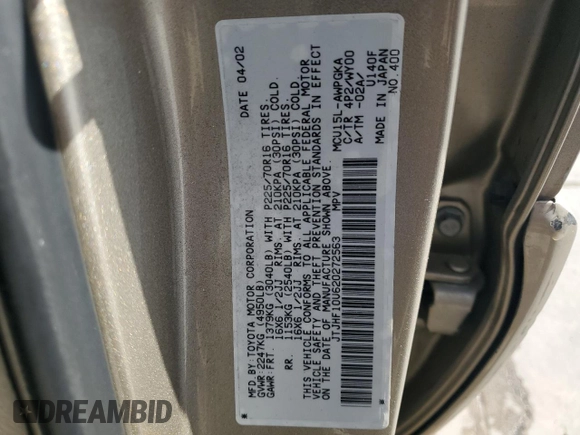 MFD.BY:TOYOTA MOTOR CORPORATION DATE 04/02
GVWR:2247KG (4950LB)
GAWR:FRT. 1379KG (3040LB) WITH P225/70R16 TIRES.
16X6 1/2JJ RIMS, AT 210KPA (30PSI) COLD.
RR. 1153KG (2540LB) WITH P225/70R16 TIRES.
16X6 1/2JJ RIMS, AT 210KPA (30PSI) COLD.
THIS VEHICLE CONFORMS TO ALL APPLICABLE FEDERAL MOTOR
VEHICLE SAFETY AND THEFT PREVENTION STANDARDS IN EFFECT
ON THE DATE OF MANUFACTURE SHOWN ABOVE.
JTJHF10U620272563 MPV
MCU15L-AWPGKA
C/TR 4P2/WY00
A/TM -02A/ U140F
MADE IN JAPAN
NO.400
DREAMBID